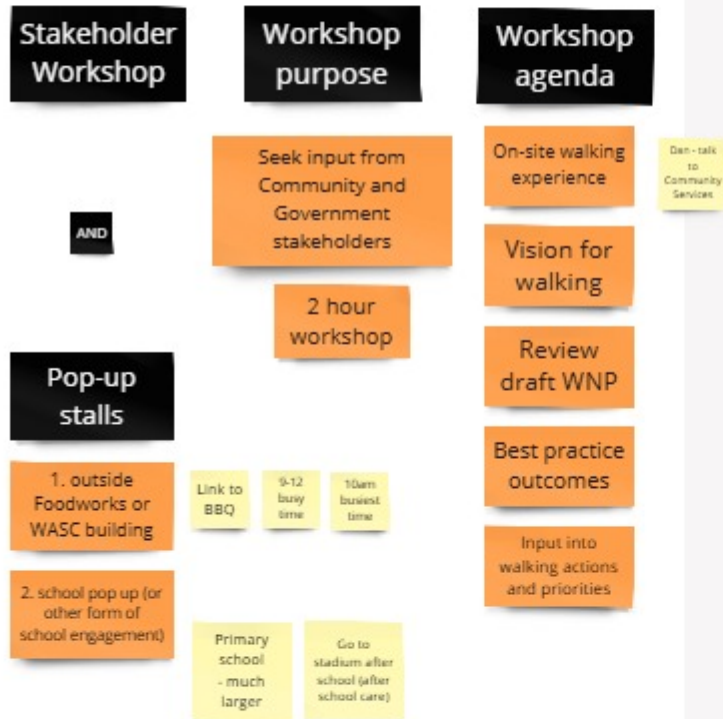 Stakeholder
Workshop
AND
Pop-up
stalls
1. outside
Foodworks or
WASC building
Link to
BBQ
9-12
busy
time
10am
busiest
time
2. school pop up (or
other form of
school engagement)
Primary
school
- much
larger
Go to
stadium after
school (after
school care)
Workshop
purpose
Seek input from
Community and
Government
stakeholders
2 hour
workshop
Workshop
agenda
On-site walking
experience
Dan - talk
to
Community
Services
Vision for
walking
Review
draft WNP
Best practice
outcomes
Input into
walking actions
and priorities